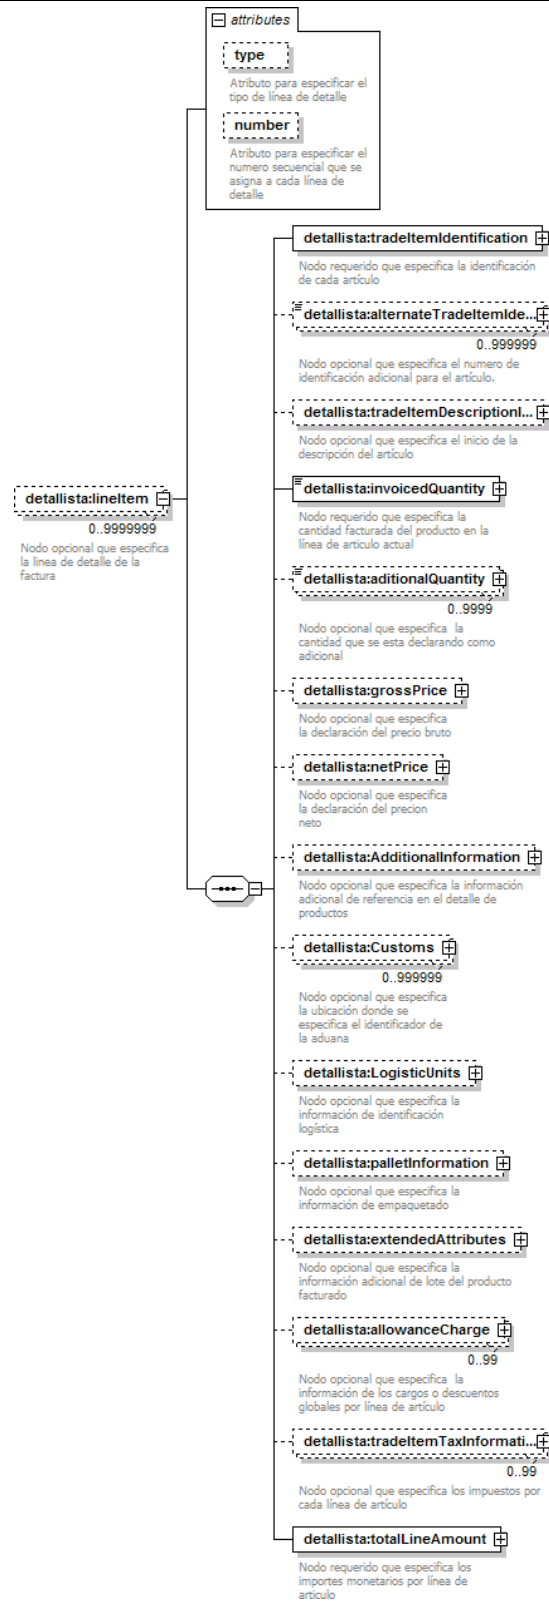 attributes
type
Atributo para especificar el
tipo de línea de detalle
number
Atributo para especificar el
numero secuencial que se
asigna a cada línea de
detalle
detallista:lineItem
0..9999999
Nodo opcional que especifica
la linea de detalle de la
factura
detallista:tradeItemIdentification
Nodo requerido que especifica la identificación
de cada artículo
detallista:alternateTradeItemIde...
0..999999
Nodo opcional que especifica el numero de
identificación adicional para el artículo.
detallista:tradeItemDescriptionI...
Nodo opcional que especifica el inicio de la
descripción del artículo
detallista:invoicedQuantity
Nodo requerido que especifica la
cantidad facturada del producto en la
línea de articulo actual
detallista:aditionalQuantity
0..9999
Nodo opcional que especifica la
cantidad que se esta declarando como
adicional
detallista:grossPrice
Nodo opcional que especifica
la declaración del precio bruto
detallista:netPrice
Nodo opcional que especifica
la declaración del precion
neto
detallista:AdditionalInformation
Nodo opcional que especifica la información
adicional de referencia en el detalle de
productos
detallista:Customs
0..999999
Nodo opcional que especifica
la ubicación donde se
especifica el identificador de
la aduana
detallista:LogisticUnits
Nodo opcional que especifica la
información de identificación
logística
detallista:palletInformation
Nodo opcional que especifica la
información de empaquetado
detallista:extendedAttributes
Nodo opcional que especifica la
información adicional de lote del producto
facturado
detallista:allowanceCharge
0..99
Nodo opcional que especifica la
información de los cargos o descuentos
globales por línea de artículo
detallista:tradeItemTaxInformati...
0..99
Nodo opcional que especifica los impuestos por
cada línea de artículo
detallista:totalLineAmount
Nodo requerido que especifica los
importes monetarios por línea de
articulo